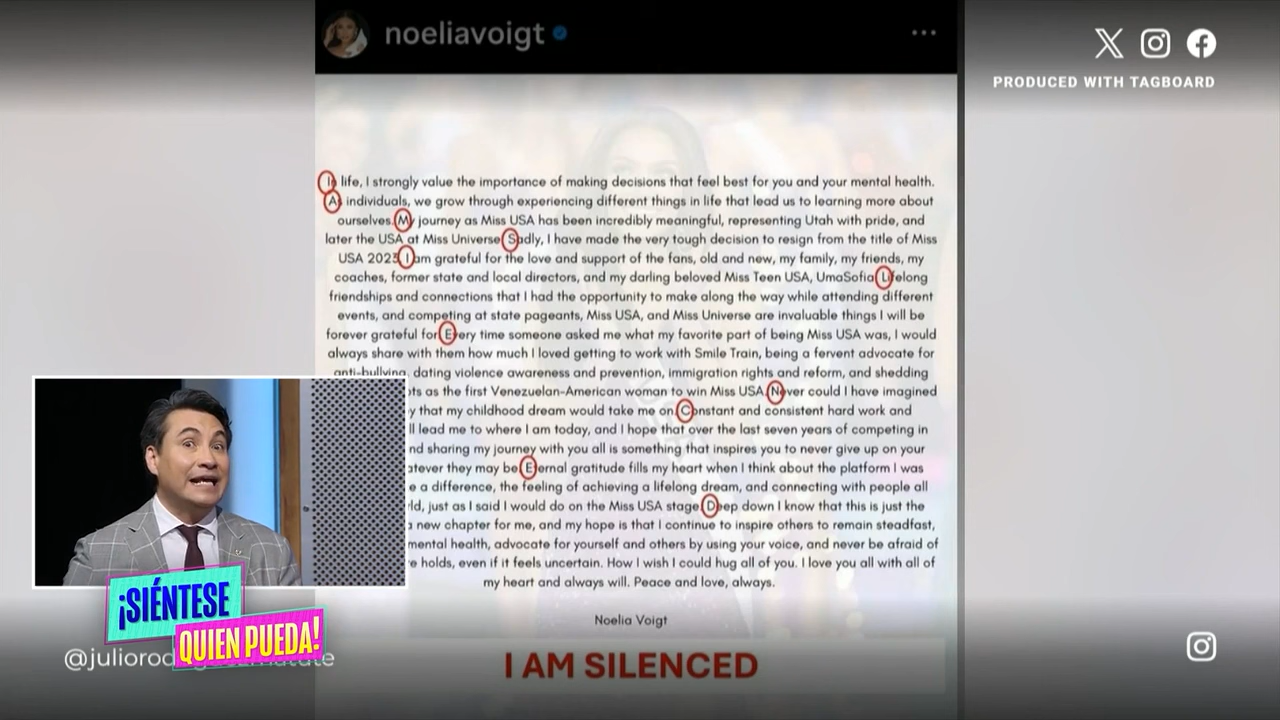 noeliavoigt
PRODUCED WITH TAGBOARD
In life, I strongly value the importance of making decisions that feel best for you and your mental health.
As individuals, we grow through experiencing different things in life that lead us to learning more about
ourselves. My journey as Miss USA has been incredibly meaningful, representing Utah with pride, and
later the USA at Miss Universe. Sadly, I have made the very tough decision to resign from the title of Miss
USA 2023. I am grateful for the love and support of the fans, old and new, my family, my friends, my
coaches, former state and local directors, and my darling beloved Miss Teen USA, UmaSofia. Lifelong
friendships and connections that I had the opportunity to make along the way while attending different
events, and competing at state pageants, Miss USA, and Miss Universe are invaluable things I will be
forever grateful for. Every time someone asked me what my favorite part of being Miss USA was, I would
always share with them how much I loved getting to work with Smile Train, being a fervent advocate for
anti-bullying, dating violence awareness and prevention, immigration rights and reform, and shedding
as the first Venezuelan-American woman to win Miss USA. Never could I have imagined
that my childhood dream would take me on. Constant and consistent hard work and
lead me to where I am today, and I hope that over the last seven years of competing in
sharing my journey with you all is something that inspires you to never give up on your
they may be. Eternal gratitude fills my heart when I think about the platform I was
a difference, the feeling of achieving a lifelong dream, and connecting with people all
just as I said I would do on the Miss USA stage. Deep down I know that this is just the
a new chapter for me, and my hope is that I continue to inspire others to remain steadfast,
mental health, advocate for yourself and others by using your voice, and never be afraid of
holds, even if it feels uncertain. How I wish I could hug all of you. I love you all with all of
my heart and always will. Peace and love, always.
Noelia Voigt
I AM SILENCED
¡SIÉNTESE
QUIEN PUEDA!